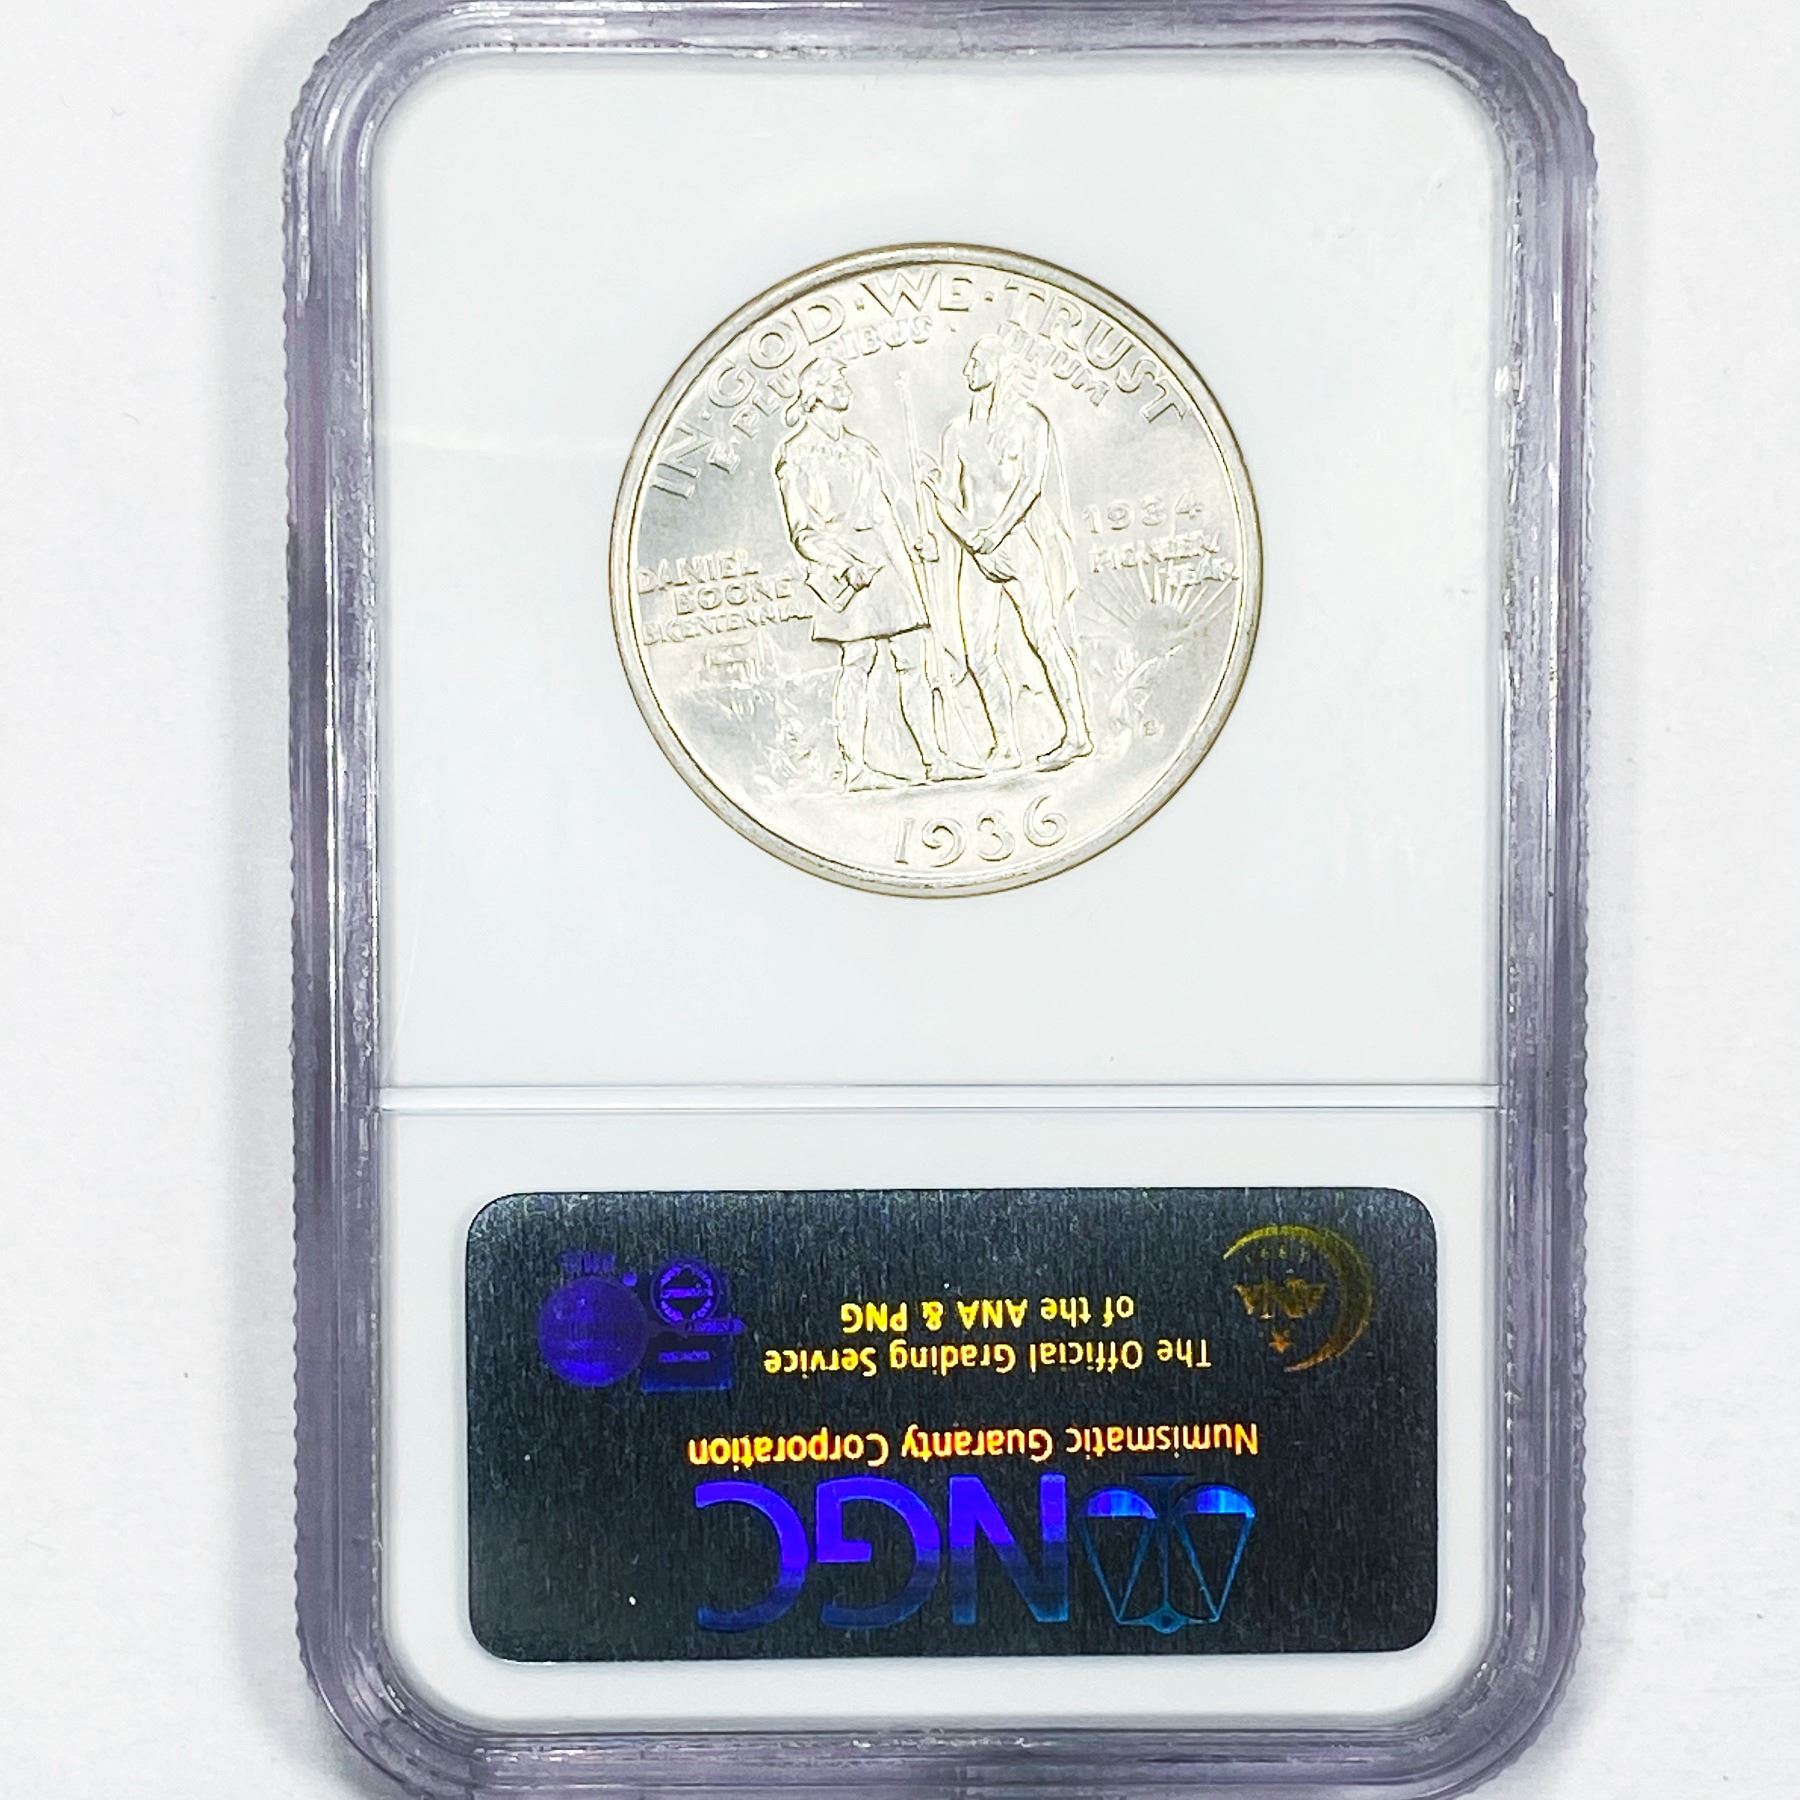 IN · GOD · WE · TRUST
E PLURIBUS · UNUM
DANIEL
BOONE
BICENTENNIAL
1934
PIONEER
YEAR
1936
NGC
Numismatic Guaranty Corporation
The Official Grading Service
of the ANA & PNG